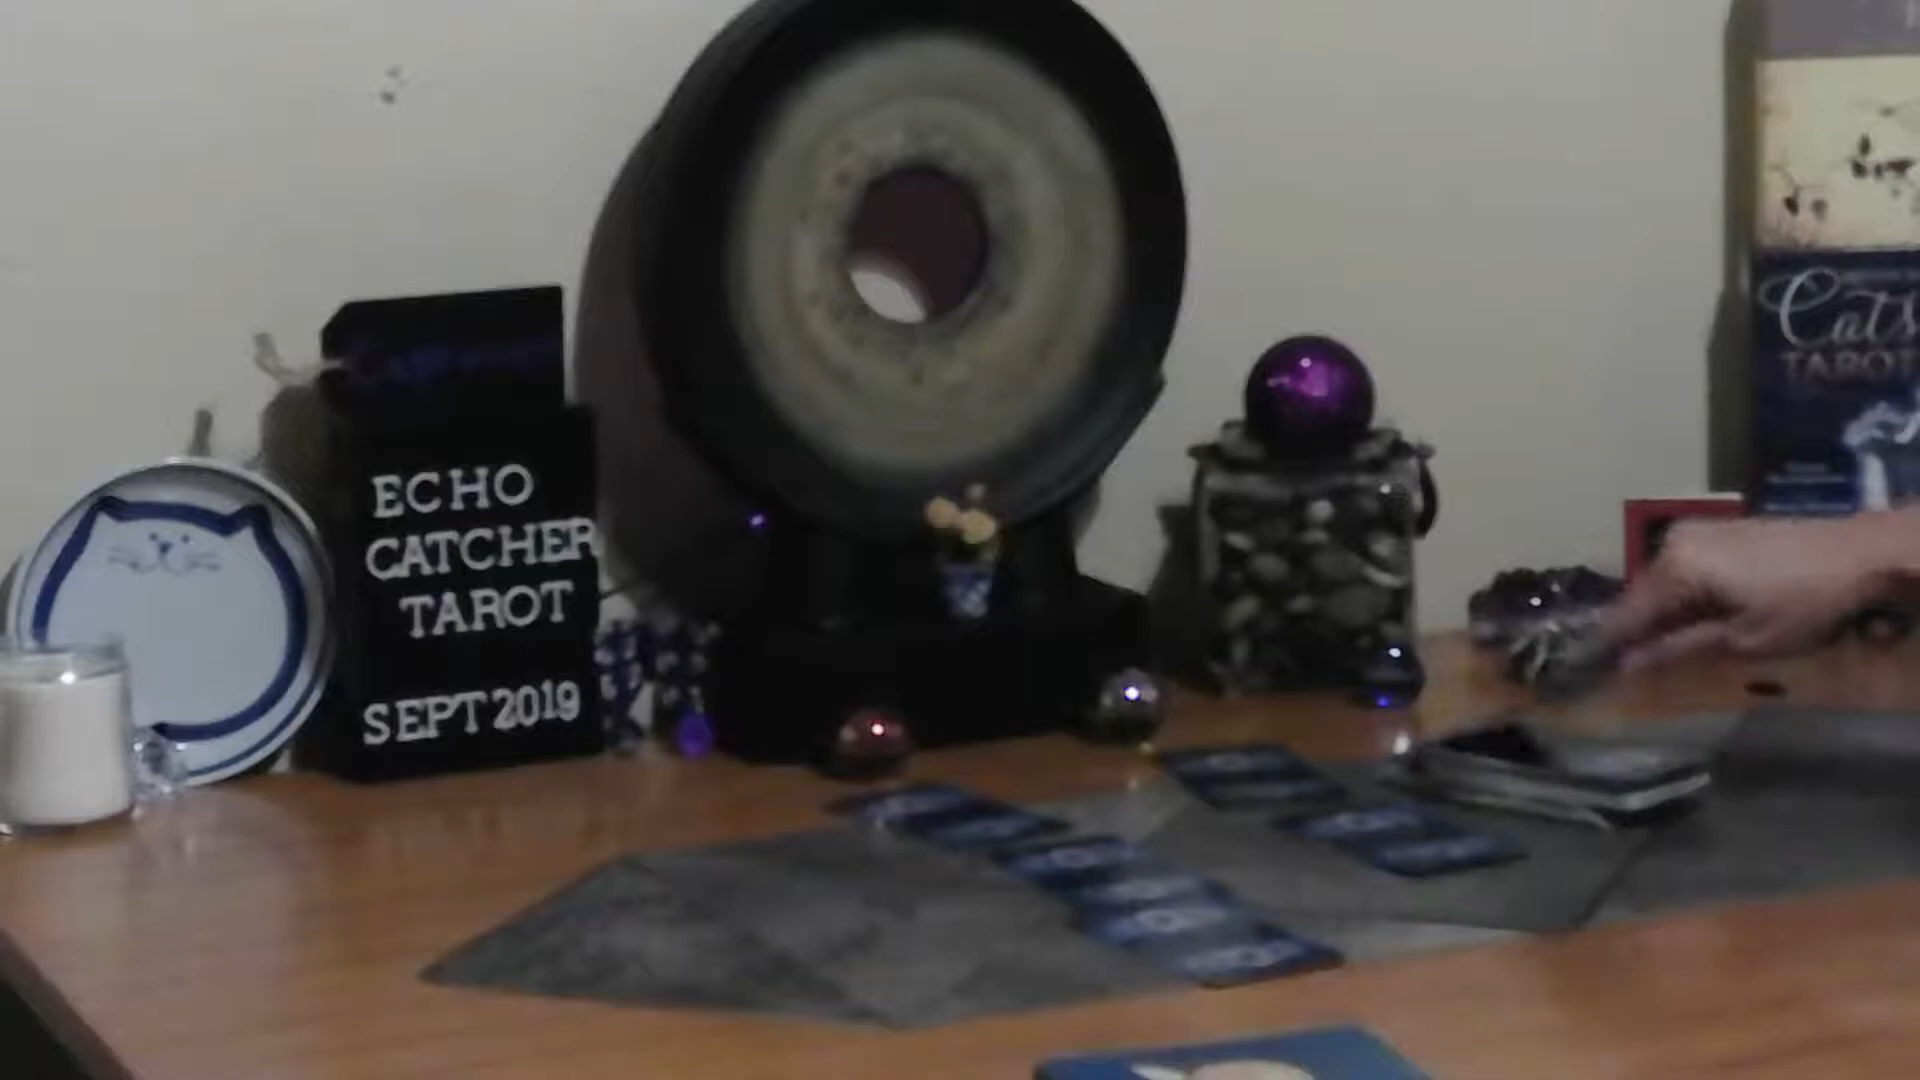 ECHO
CATCHER
TAROT
SEPT 2019
Cats
TAROT